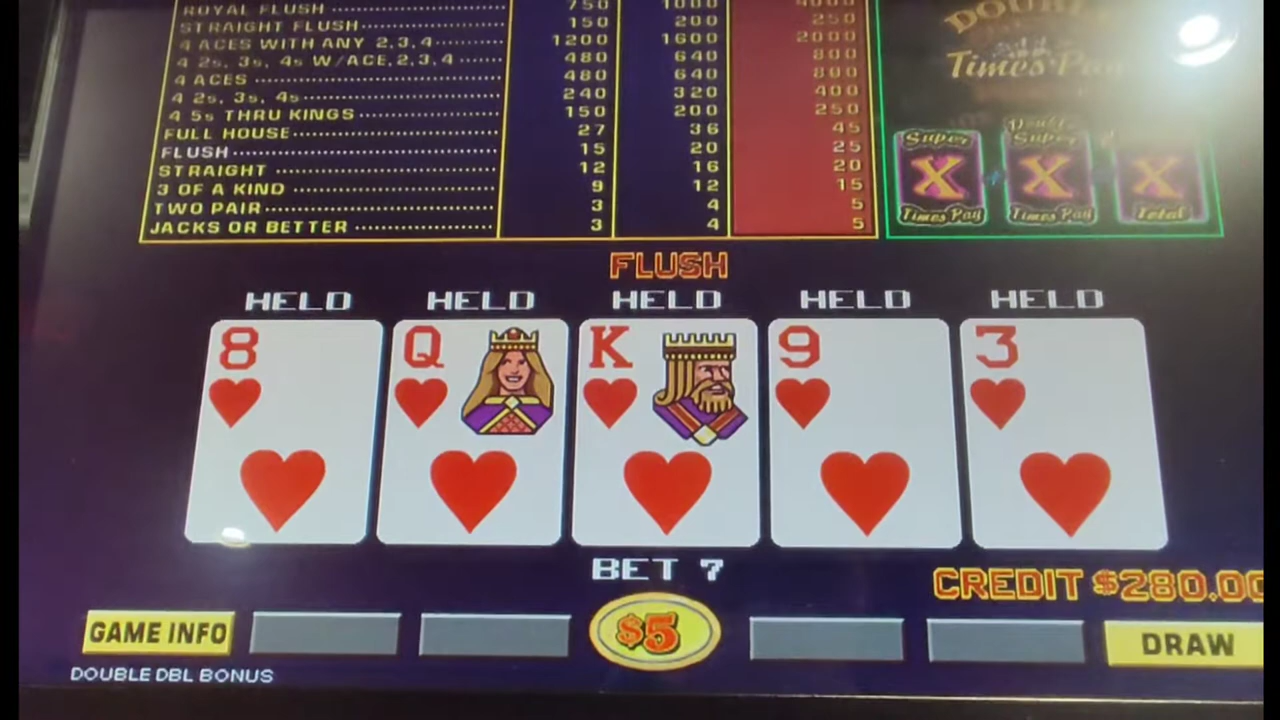 ROYAL FLUSH 750 1000 4000
STRAIGHT FLUSH 150 200 250
4 ACES WITH ANY 2,3,4 1200 1600 2000
4 2s, 3s, 4s W/ACE,2,3,4 480 640 800
4 ACES 480 640 800
4 2s, 3s, 4s 240 320 400
4 5s THRU KINGS 150 200 250
FULL HOUSE 27 36 45
FLUSH 15 20 25
STRAIGHT 12 16 20
3 OF A KIND 9 12 15
TWO PAIR 3 4 5
JACKS OR BETTER 3 4 5
DOUBLE
Times Pay
Super Double Super
X X X
Times Pay Times Pay Total
FLUSH
HELD HELD HELD HELD HELD
8 Q K 9 3
BET 7
CREDIT $280.00
GAME INFO $5 DRAW
DOUBLE DBL BONUS